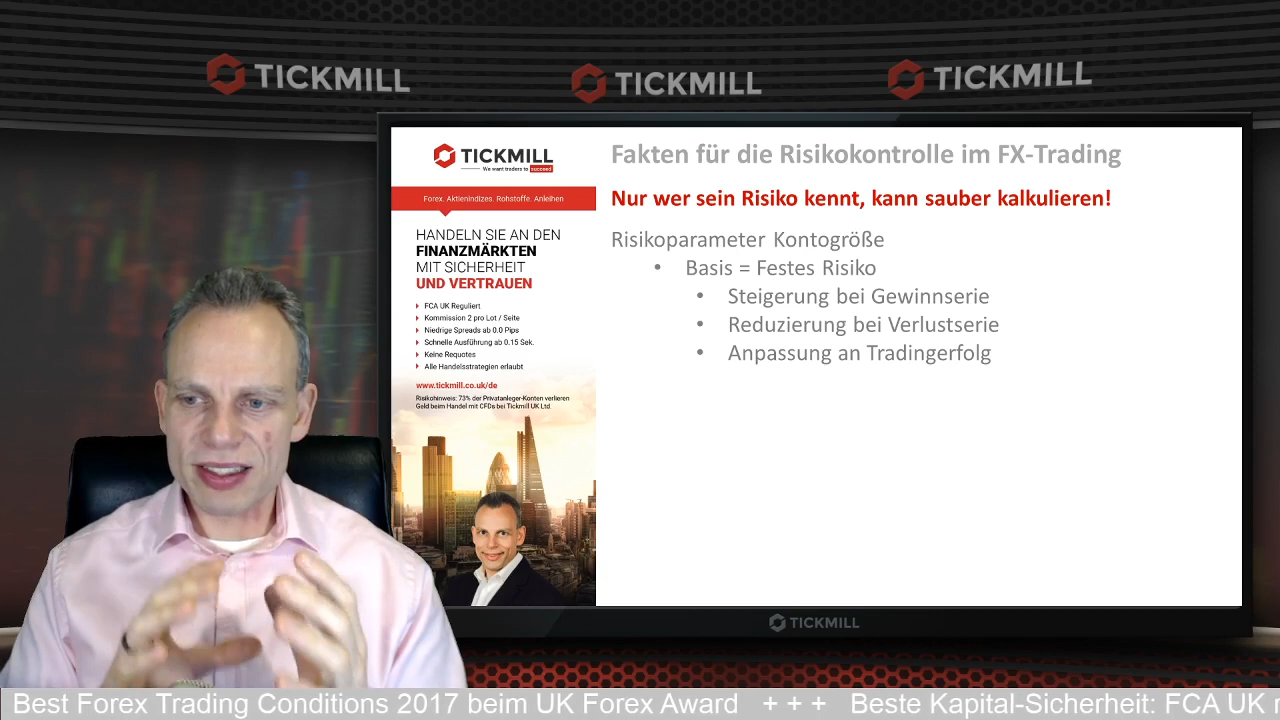 TICKMILL
TICKMILL
TICKMILL
TICKMILL
We want traders to succeed
Forex. Aktienindizes. Rohstoffe. Anleihen
HANDELN SIE AN DEN
FINANZMÄRKTEN
MIT SICHERHEIT
UND VERTRAUEN
FCA UK Reguliert
Kommission 2 pro Lot / Seite
Niedrige Spreads ab 0.0 Pips
Schnelle Ausführung ab 0.15 Sek.
Keine Requotes
Alle Handelsstrategien erlaubt
www.tickmill.co.uk/de
Risikohinweis: 73% der Privatanleger-Konten verlieren
Geld beim Handel mit CFDs bei Tickmill UK Ltd.
Fakten für die Risikokontrolle im FX-Trading
Nur wer sein Risiko kennt, kann sauber kalkulieren!
Risikoparameter Kontogröße
• Basis = Festes Risiko
• Steigerung bei Gewinnserie
• Reduzierung bei Verlustserie
• Anpassung an Tradingerfolg
TICKMILL
Best Forex Trading Conditions 2017 beim UK Forex Award + + + Beste Kapital-Sicherheit: FCA UK